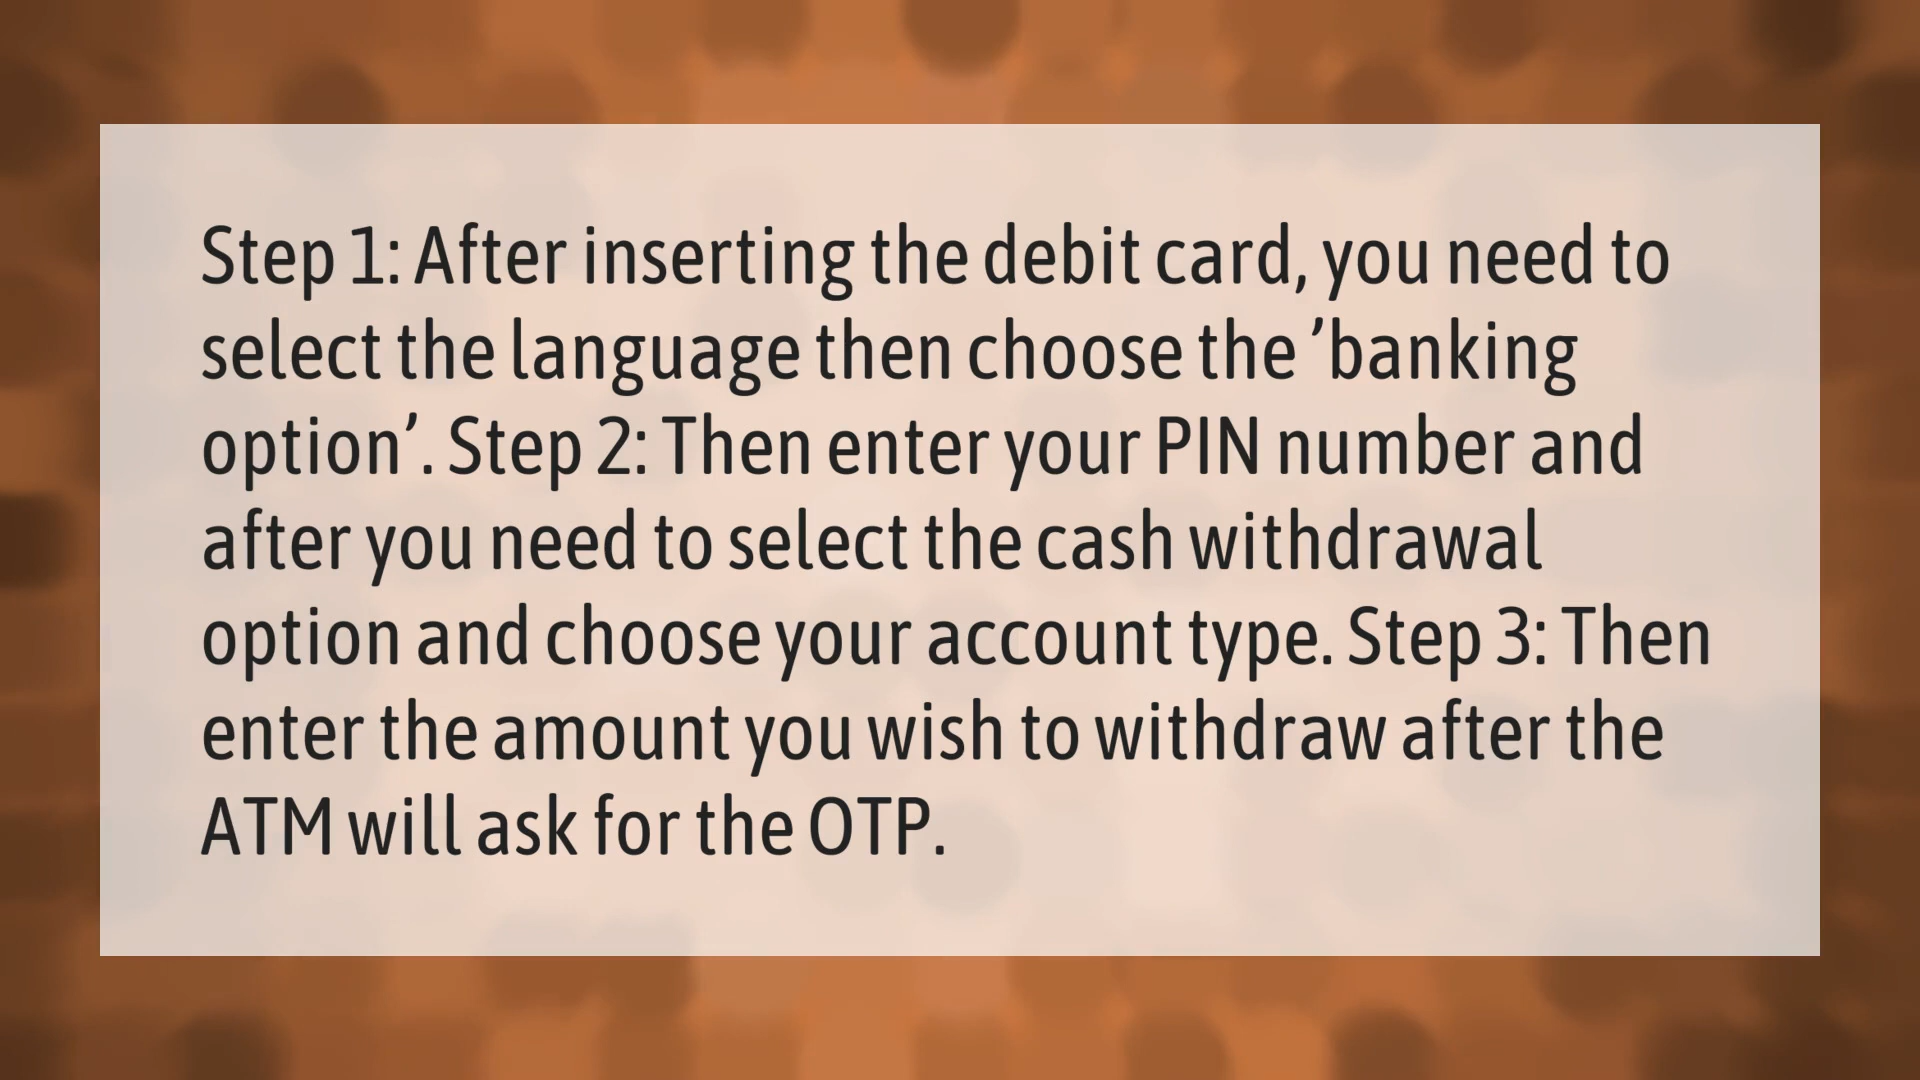 Step 1: After inserting the debit card, you need to
select the language then choose the ’banking
option’. Step 2: Then enter your PIN number and
after you need to select the cash withdrawal
option and choose your account type. Step 3: Then
enter the amount you wish to withdraw after the
ATM will ask for the OTP.